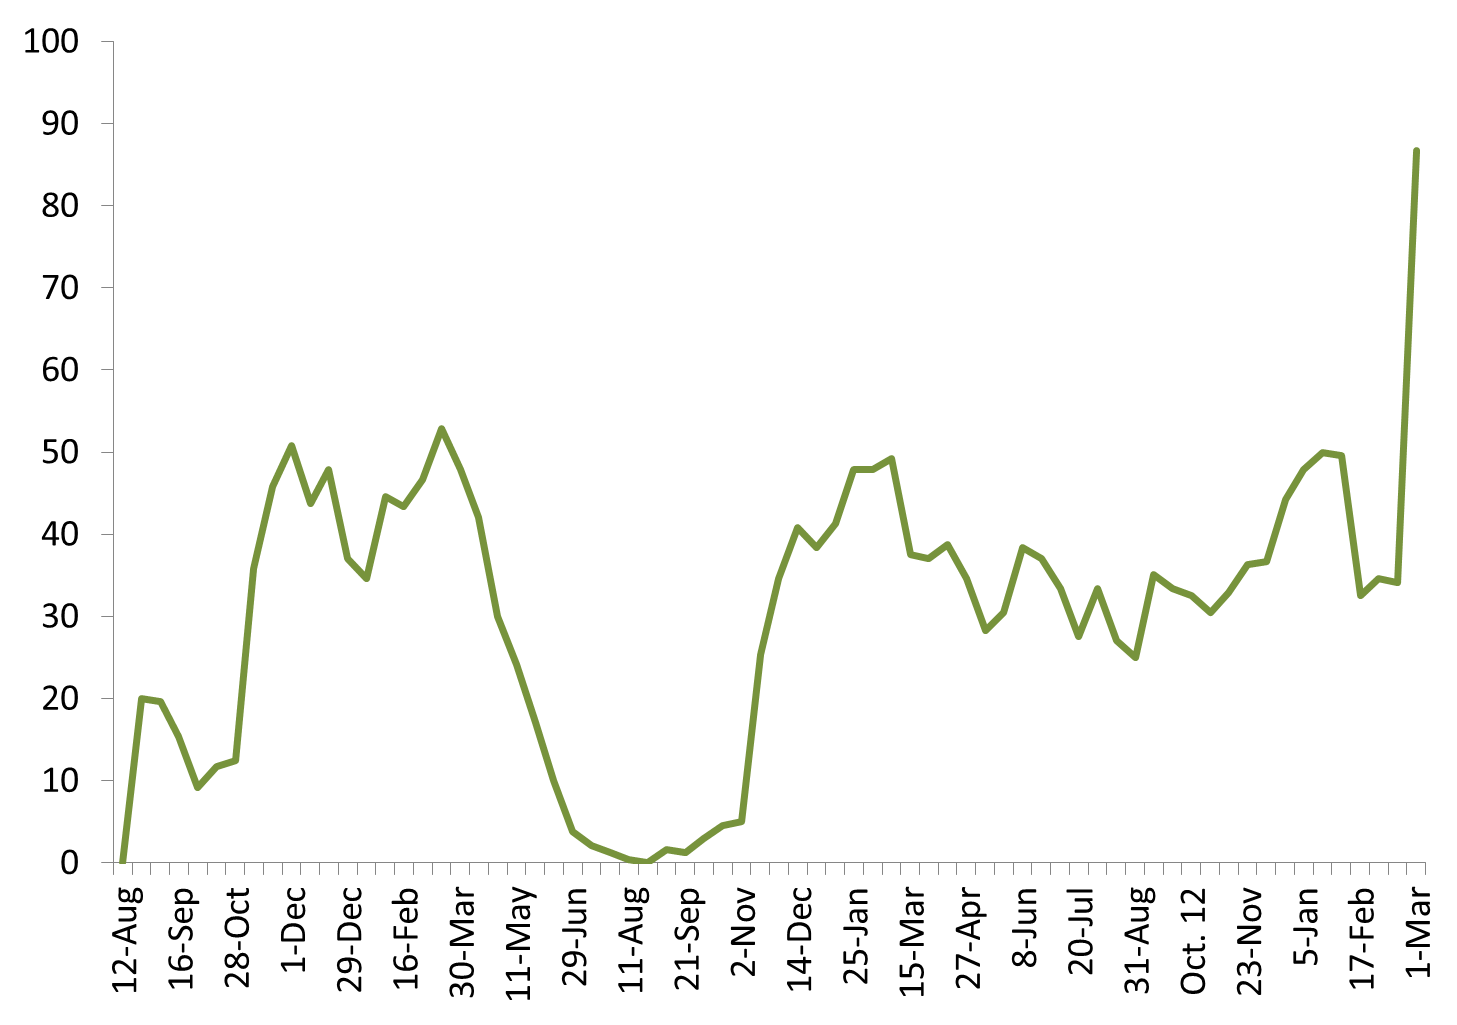 100
90
80
70
60
50
40
30
20
10
0
12-Aug
16-Sep
28-Oct
1-Dec
29-Dec
16-Feb
30-Mar
11-May
29-Jun
11-Aug
21-Sep
2-Nov
14-Dec
25-Jan
15-Mar
27-Apr
8-Jun
20-Jul
31-Aug
Oct. 12
23-Nov
5-Jan
17-Feb
1-Mar